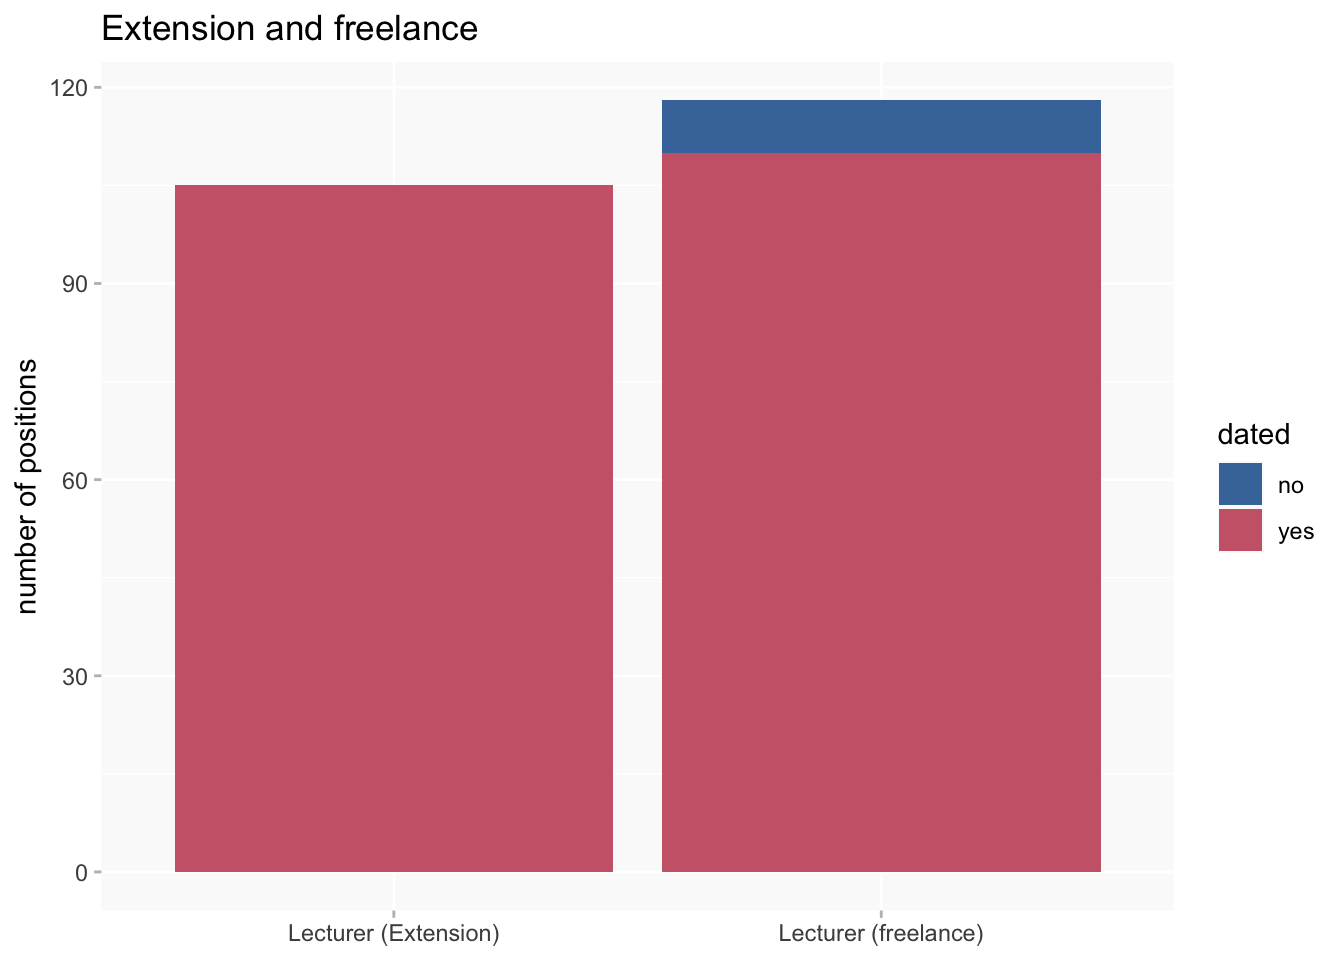 Extension and freelance
number of positions
120
90
60
30
0
Lecturer (Extension)
Lecturer (freelance)
dated
no
yes